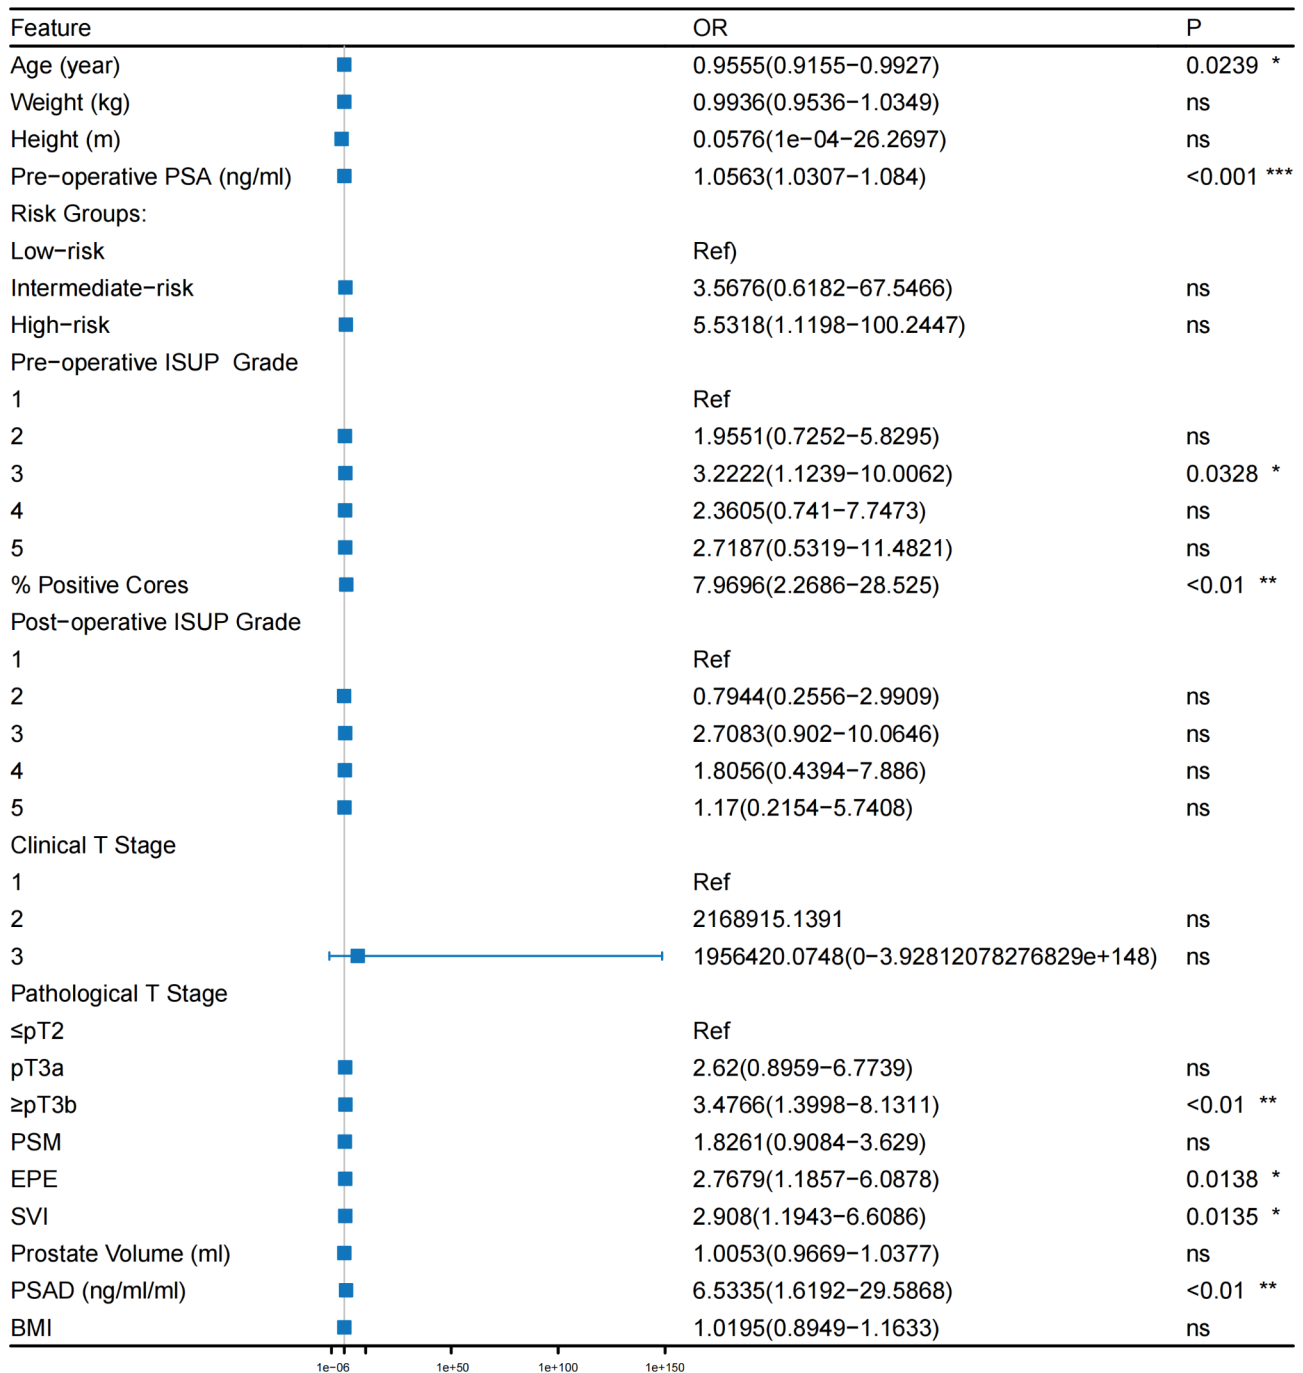 Feature OR P
Age (year) 0.9555(0.9155−0.9927) 0.0239 *
Weight (kg) 0.9936(0.9536−1.0349) ns
Height (m) 0.0576(1e−04−26.2697) ns
Pre−operative PSA (ng/ml) 1.0563(1.0307−1.084) <0.001 ***
Risk Groups:
Low−risk Ref)
Intermediate−risk 3.5676(0.6182−67.5466) ns
High−risk 5.5318(1.1198−100.2447) ns
Pre−operative ISUP  Grade
1 Ref
2 1.9551(0.7252−5.8295) ns
3 3.2222(1.1239−10.0062) 0.0328 *
4 2.3605(0.741−7.7473) ns
5 2.7187(0.5319−11.4821) ns
% Positive Cores 7.9696(2.2686−28.525) <0.01 **
Post−operative ISUP Grade
1 Ref
2 0.7944(0.2556−2.9909) ns
3 2.7083(0.902−10.0646) ns
4 1.8056(0.4394−7.886) ns
5 1.17(0.2154−5.7408) ns
Clinical T Stage
1 Ref
2 2168915.1391 ns
3 1956420.0748(0−3.92812078276829e+148) ns
Pathological T Stage
≤pT2 Ref
pT3a 2.62(0.8959−6.7739) ns
≥pT3b 3.4766(1.3998−8.1311) <0.01 **
PSM 1.8261(0.9084−3.629) ns
EPE 2.7679(1.1857−6.0878) 0.0138 *
SVI 2.908(1.1943−6.6086) 0.0135 *
Prostate Volume (ml) 1.0053(0.9669−1.0377) ns
PSAD (ng/ml/ml) 6.5335(1.6192−29.5868) <0.01 **
BMI 1.0195(0.8949−1.1633) ns
1e−06 1e+50 1e+100 1e+150